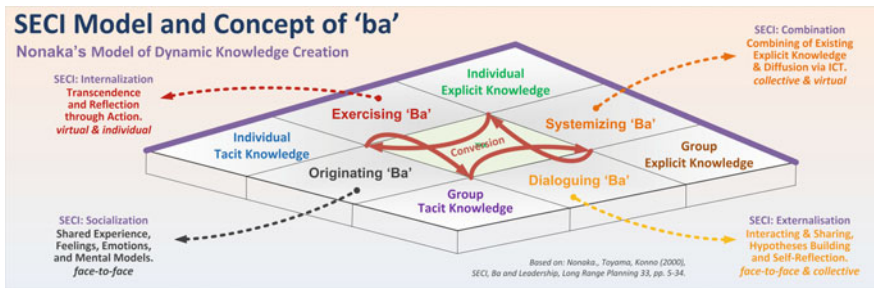 SECI Model and Concept of ‘ba’
Nonaka's Model of Dynamic Knowledge Creation
SECI: Internalization
Transcendence
and Reflection
through Action.
virtual & individual
SECI: Combination
Combining of Existing
Explicit Knowledge
& Diffusion via ICT.
collective & virtual
Individual
Explicit Knowledge
Exercising ‘Ba’
Systemizing ‘Ba’
Individual
Tacit Knowledge
Conversion
Group
Explicit Knowledge
Originating ‘Ba’
Dialoguing ‘Ba’
Group
Tacit Knowledge
SECI: Socialization
Shared Experience,
Feelings, Emotions,
and Mental Models.
face-to-face
SECI: Externalisation
Interacting & Sharing,
Hypotheses Building
and Self-Reflection.
face-to-face & collective
Based on: Nonaka., Toyama, Konno (2000),
SECI, Ba and Leadership, Long Range Planning 33, pp. 5-34.